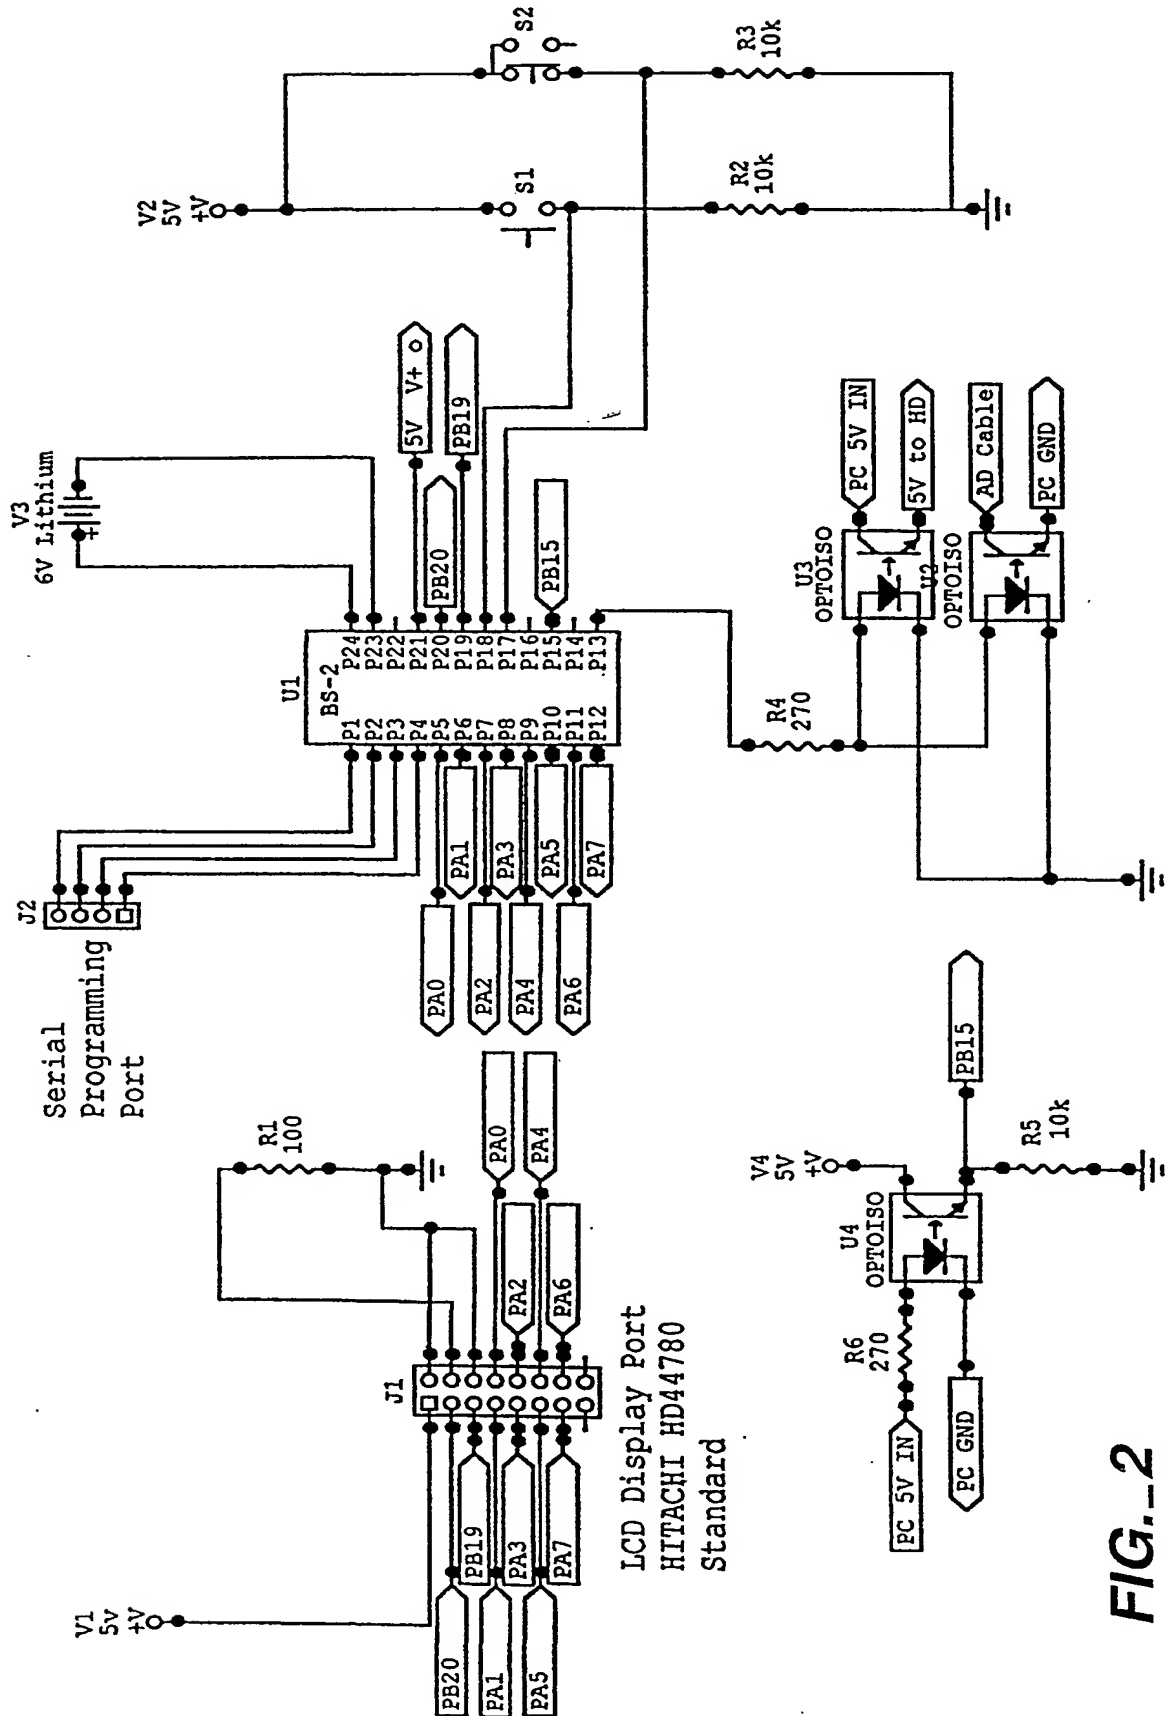 V2
5V
+V
S1
S2
R2
10k
R3
10k
V3
6V Lithium
+
U1
BS-2
P1
P2
P3
P4
P5
P6
P7
P8
P9
P10
P11
P12
P24
P23
P22
P21
P20
P19
P18
P17
P16
P15
P14
P13
5V V+
PB20
PB19
PB15
PA0
PA1
PA2
PA3
PA4
PA5
PA6
PA7
J2
Serial
Programming
Port
R4
270
U3
OPTOISO
PC 5V IN
5V to HD
U2
OPTOISO
AD Cable
PC GND
R1
100
V1
5v
+V
J1
PB20
PB19
PA1
PA3
PA5
PA7
PA0
PA2
PA4
PA6
LCD Display Port
HITACHI HD44780
Standard
V4
5V
+V
U4
OPTOISO
R6
270
PC 5V IN
PC GND
PB15
R5
10k
FIG._2